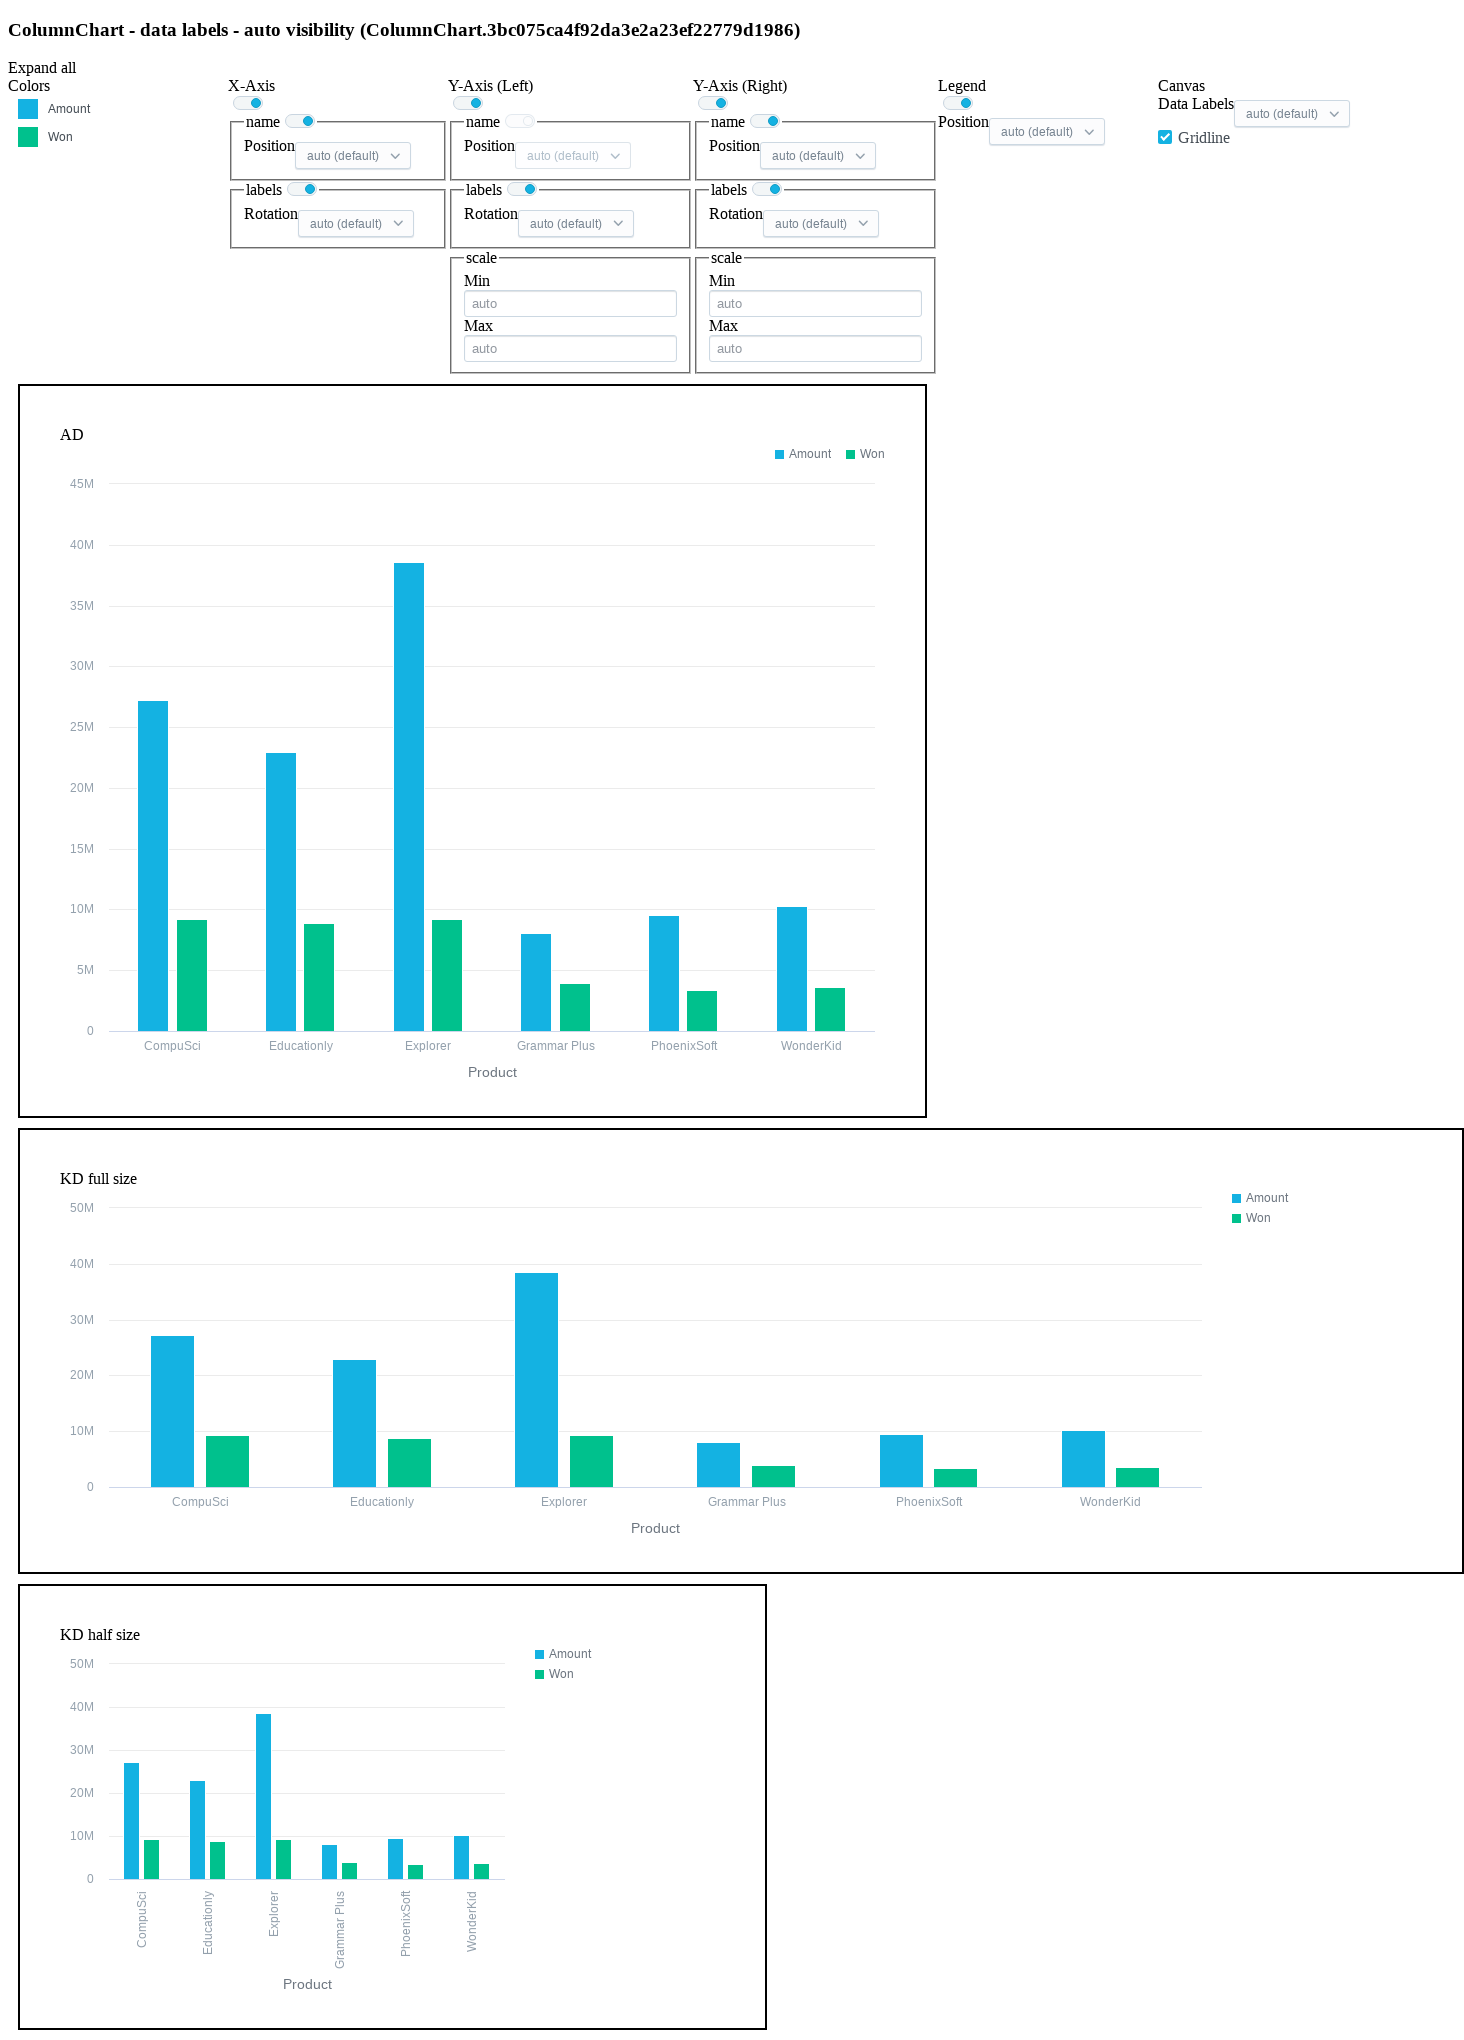 ColumnChart - data labels - auto visibility (ColumnChart.3bc075ca4f92da3e2a23ef22779d1986)
Expand all
Colors
Amount
Won
X-Axis
name
Position auto (default)
labels
Rotation auto (default)
Y-Axis (Left)
name
Position auto (default)
labels
Rotation auto (default)
scale
Min
auto
Max
auto
Y-Axis (Right)
name
Position auto (default)
labels
Rotation auto (default)
scale
Min
auto
Max
auto
Legend
Position auto (default)
Canvas
Data Labels auto (default)
Gridline
AD
Amount Won
45M
40M
35M
30M
25M
20M
15M
10M
5M
0
CompuSci Educationly Explorer Grammar Plus PhoenixSoft WonderKid
Product
KD full size
Amount
Won
50M
40M
30M
20M
10M
0
CompuSci Educationly Explorer Grammar Plus PhoenixSoft WonderKid
Product
KD half size
Amount
Won
50M
40M
30M
20M
10M
0
CompuSci
Educationly
Explorer
Grammar Plus
PhoenixSoft
WonderKid
Product